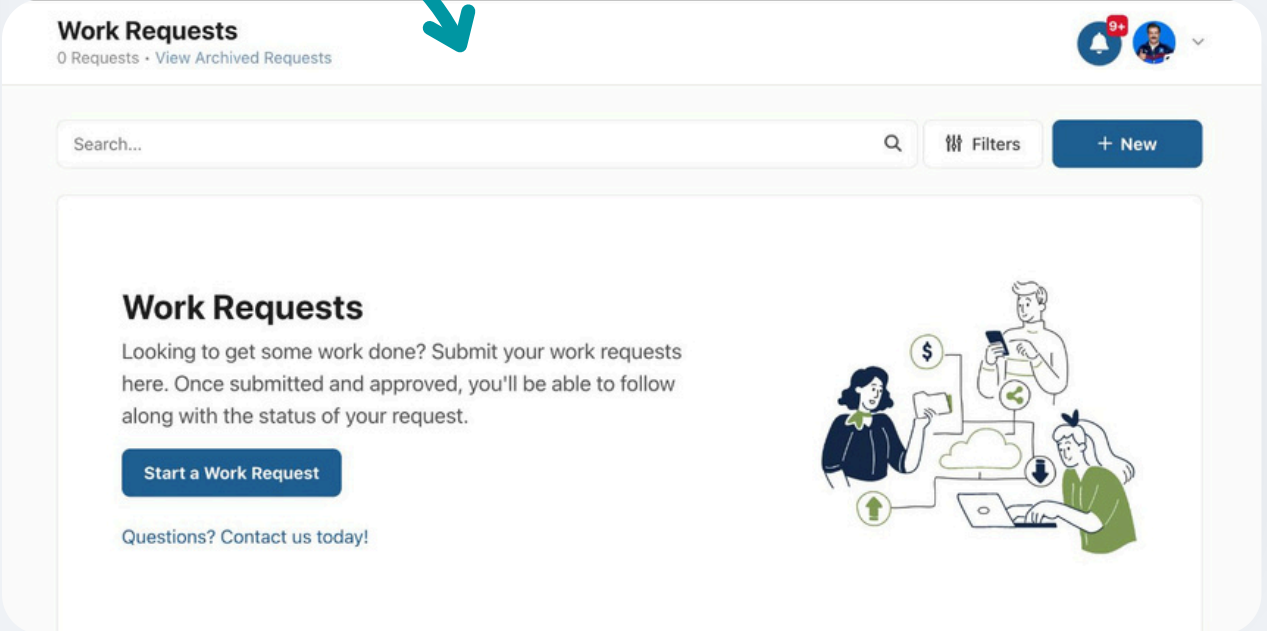 Work Requests
0 Requests • View Archived Requests
9+
Search...
Filters
+ New
Work Requests
Looking to get some work done? Submit your work requests
here. Once submitted and approved, you'll be able to follow
along with the status of your request.
$
Start a Work Request
Questions? Contact us today!